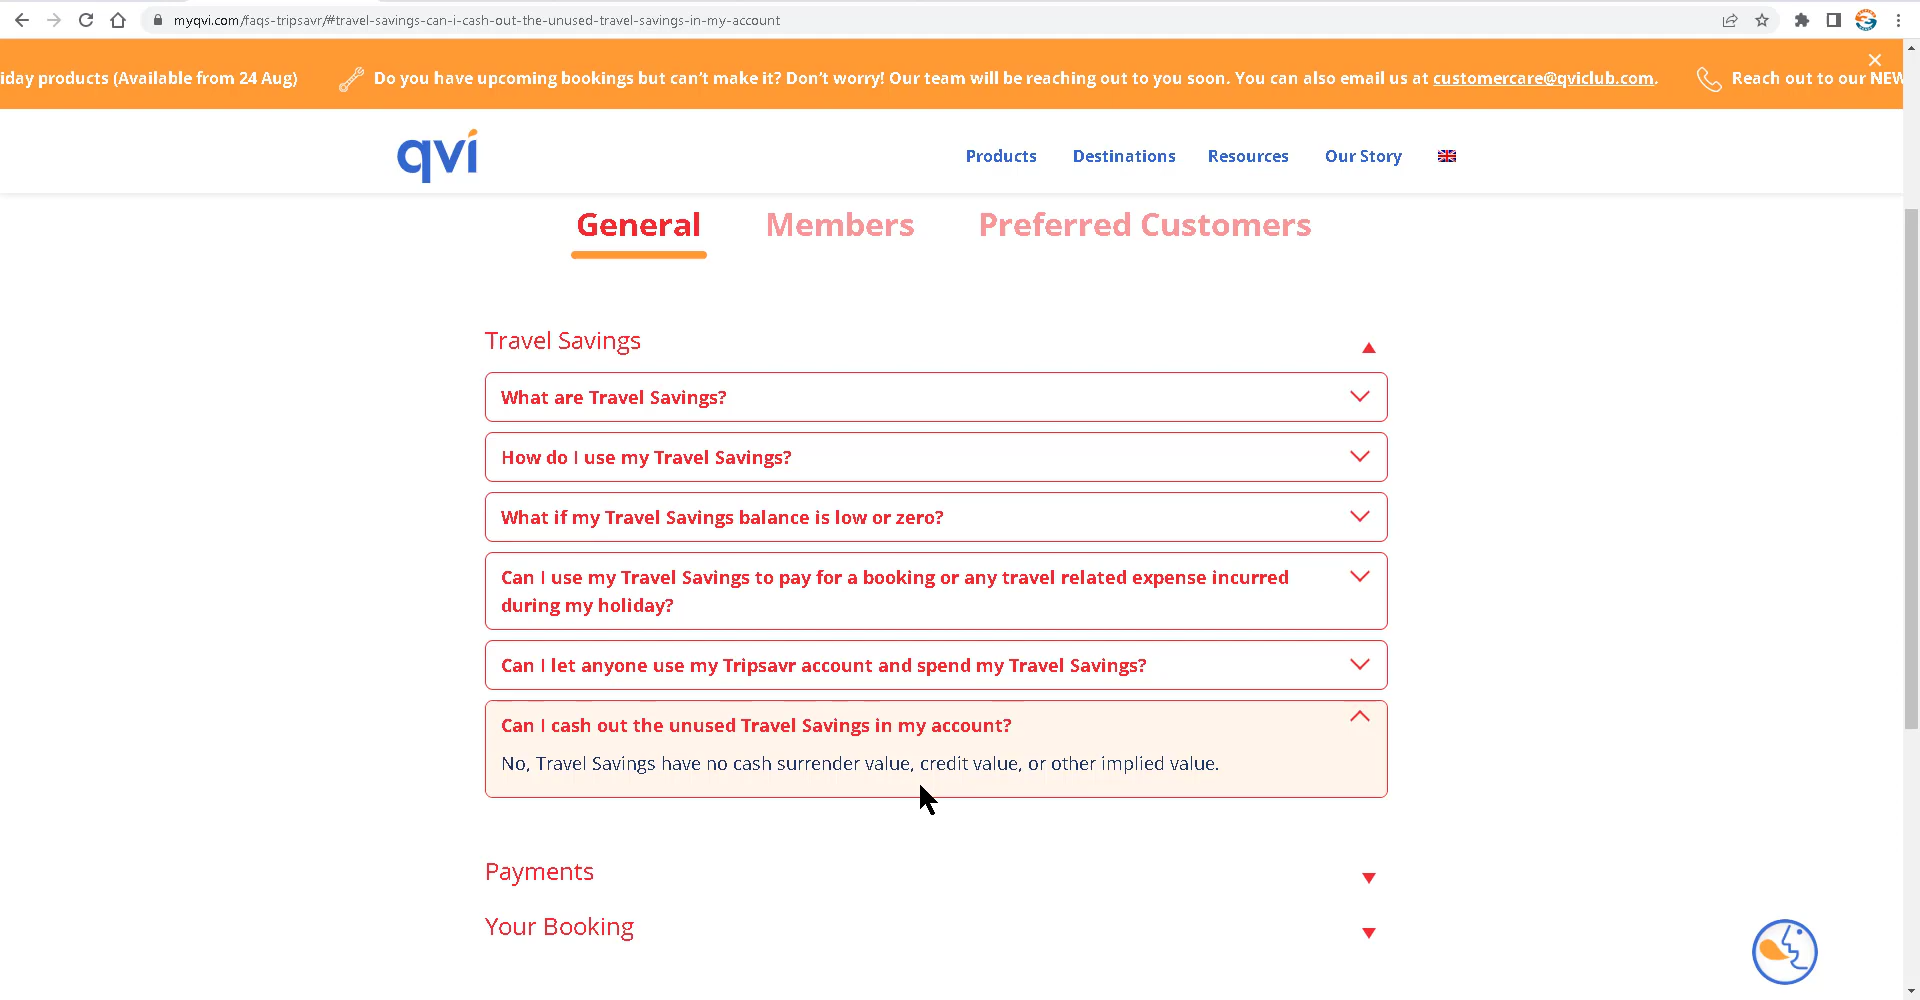 myqvi.com/faqs-tripsavr/#travel-savings-can-i-cash-out-the-unused-travel-savings-in-my-account
iday products (Available from 24 Aug) Do you have upcoming bookings but can't make it? Don't worry! Our team will be reaching out to you soon. You can also email us at customercare@qviclub.com. Reach out to our NEW
qvi
Products Destinations Resources Our Story
General Members Preferred Customers
Travel Savings
What are Travel Savings?
How do I use my Travel Savings?
What if my Travel Savings balance is low or zero?
Can I use my Travel Savings to pay for a booking or any travel related expense incurred
during my holiday?
Can I let anyone use my Tripsavr account and spend my Travel Savings?
Can I cash out the unused Travel Savings in my account?
No, Travel Savings have no cash surrender value, credit value, or other implied value.
Payments
Your Booking